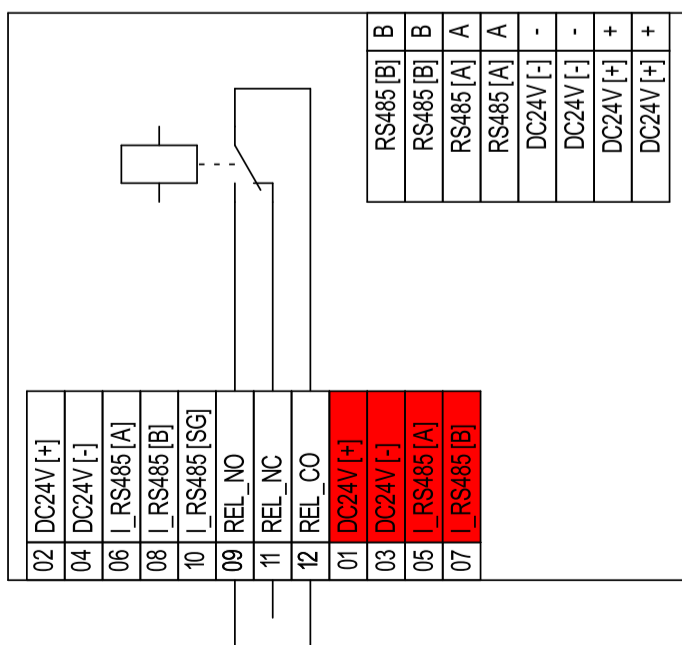 B RS485 [B]
B RS485 [B]
A RS485 [A]
A RS485 [A]
- DC24V [-]
- DC24V [-]
+ DC24V [+]
+ DC24V [+]
02 DC24V [+]
04 DC24V [-]
06 I_RS485 [A]
08 I_RS485 [B]
10 I_RS485 [SG]
09 REL_NO
11 REL_NC
12 REL_CO
01 DC24V [+]
03 DC24V [-]
05 I_RS485 [A]
07 I_RS485 [B]